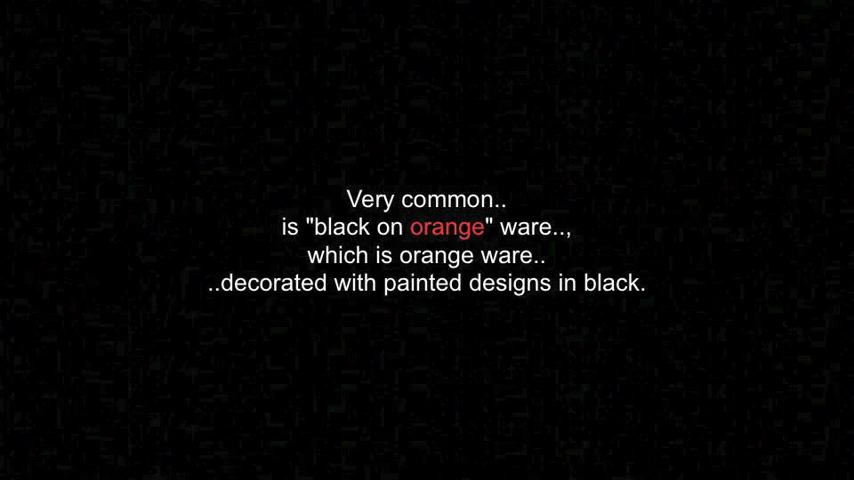 Very common..
is "black on orange" ware..,
which is orange ware..
..decorated with painted designs in black.